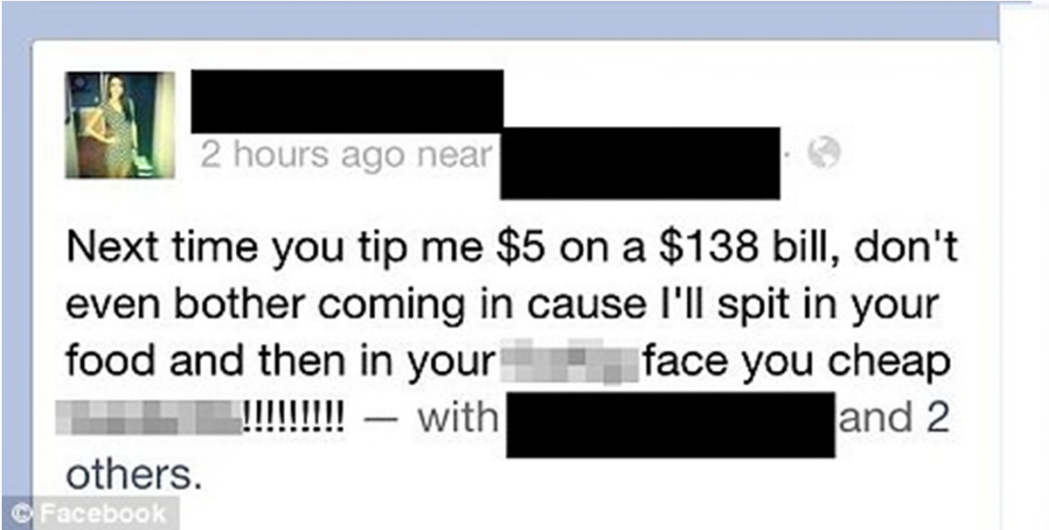 2 hours ago near
Next time you tip me $5 on a $138 bill, don't
even bother coming in cause I'll spit in your
food and then in your face you cheap
!!!!!!!!! — with and 2
others.
© Facebook